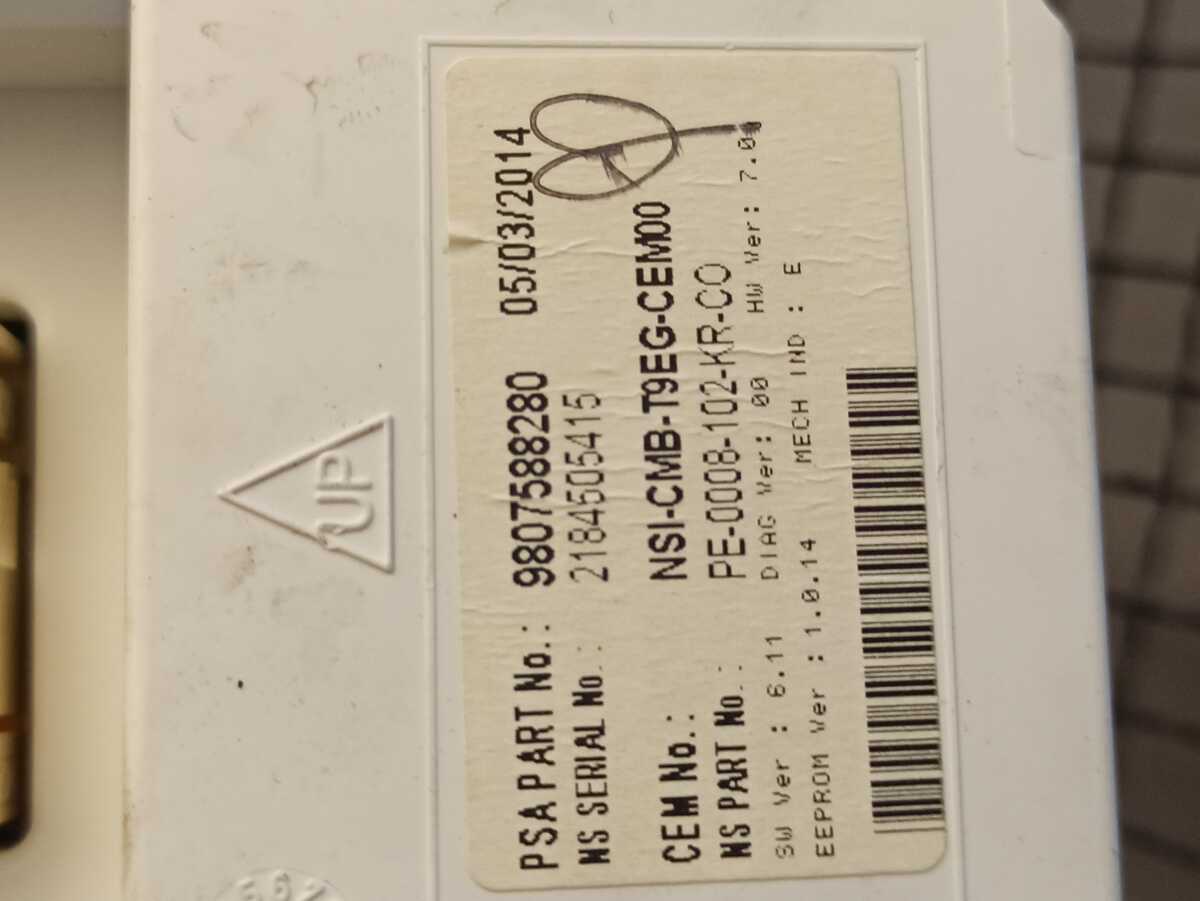 UP
PSA PART No.: 9807588280 05/03/2014
NS SERIAL No.: 2184505415
CEM No.: NSI-CMB-T9EG-CEM00
NS PART No.: PE-0008-102-KR-CO
SW Ver : 6.11 DIAG Ver: 00 HW Ver: 7.0
EEPROM Ver : 1.0.14 MECH IND : E